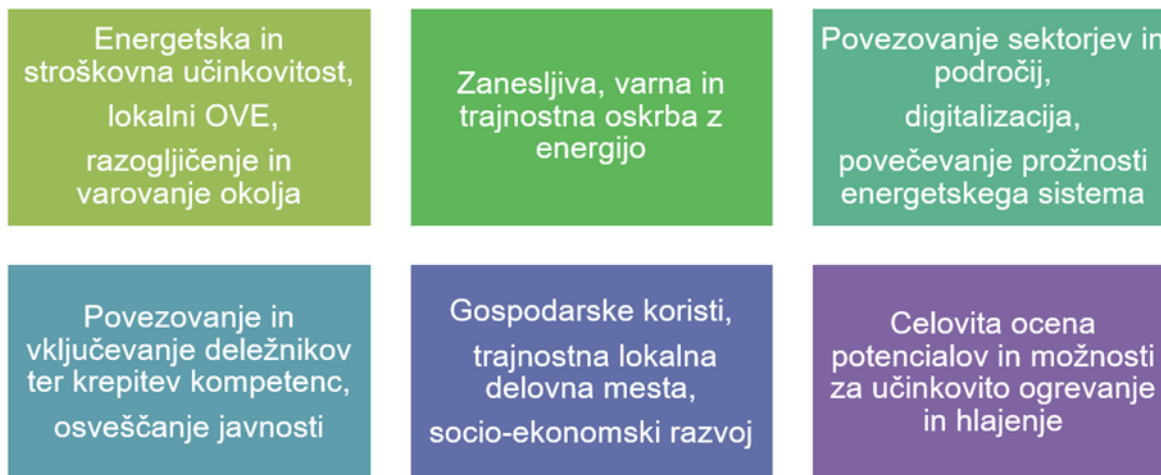 Energetska in
stroškovna učinkovitost,
lokalni OVE,
razogljičenje in
varovanje okolja
Zanesljiva, varna in
trajnostna oskrba z
energijo
Povezovanje sektorjev in
področij,
digitalizacija,
povečevanje prožnosti
energetskega sistema
Povezovanje in
vključevanje deležnikov
ter krepitev kompetenc,
osveščanje javnosti
Gospodarske koristi,
trajnostna lokalna
delovna mesta,
socio-ekonomski razvoj
Celovita ocena
potencialov in možnosti
za učinkovito ogrevanje
in hlajenje